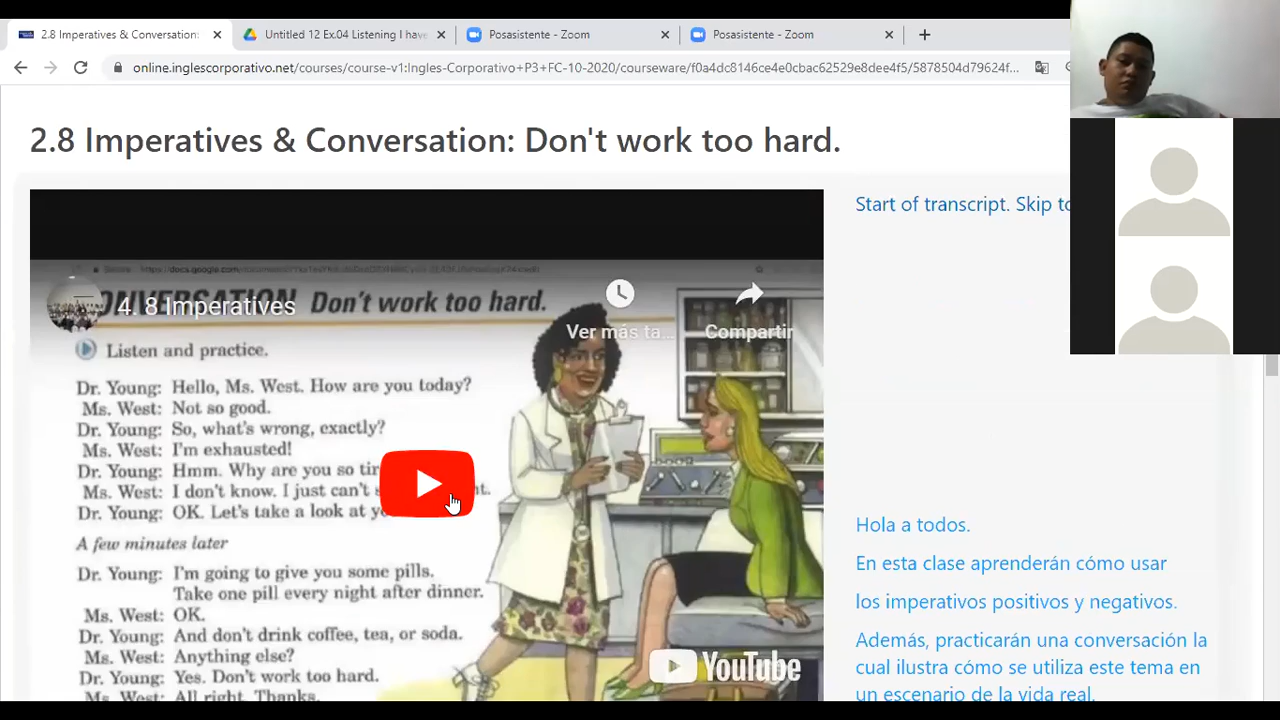 2.8 Imperatives & Conversation:
Untitled 12 Ex.04 Listening I hav
Posasistente - Zoom
Posasistente - Zoom
online.inglescorporativo.net/courses/course-v1:Ingles-Corporativo+P3+FC-10-2020/courseware/f0a4dc8146ce4e0cbac62529e8dee4f5/5878504d79624f...
2.8 Imperatives & Conversation: Don't work too hard.
Start of transcript. Skip to
CONVERSATION Don't work too hard.
4. 8 Imperatives
Ver más ta...
Compartir
Listen and practice.
Dr. Young: Hello, Ms. West. How are you today?
Ms. West: Not so good.
Dr. Young: So, what's wrong, exactly?
Ms. West: I'm exhausted!
Dr. Young: Hmm. Why are you so
Ms. West: I don't know. I just can't
Dr. Young: OK. Let's take a look at
A few minutes later
Dr. Young: I'm going to give you some pills.
Take one pill every night after dinner.
Ms. West: OK.
Dr. Young: And don't drink coffee, tea, or soda.
Ms. West: Anything else?
Dr. Young: Yes. Don't work too hard.
Ms. West: All right. Thanks.
YouTube
Hola a todos.
En esta clase aprenderán cómo usar
los imperativos positivos y negativos.
Además, practicarán una conversación la
cual ilustra cómo se utiliza este tema en
un escenario de la vida real.